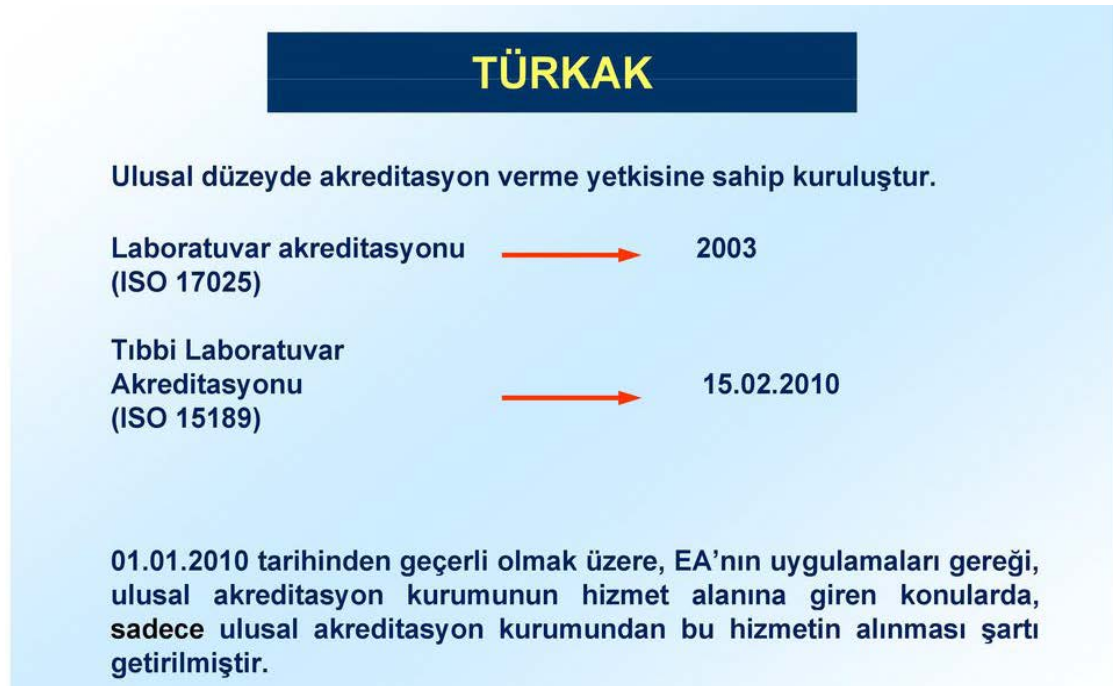 TÜRKAK
Ulusal düzeyde akreditasyon verme yetkisine sahip kuruluştur.
Laboratuvar akreditasyonu 2003
(ISO 17025)
Tıbbi Laboratuvar
Akreditasyonu 15.02.2010
(ISO 15189)
01.01.2010 tarihinden geçerli olmak üzere, EA’nın uygulamaları gereği,
ulusal akreditasyon kurumunun hizmet alanına giren konularda,
sadece ulusal akreditasyon kurumundan bu hizmetin alınması şartı
getirilmiştir.